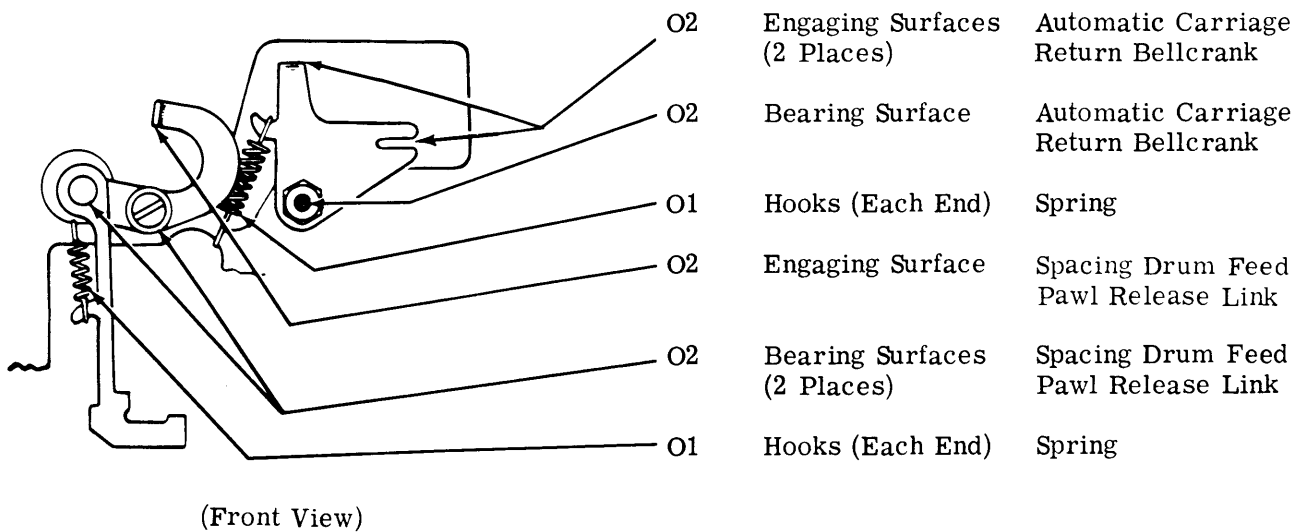 O2 Engaging Surfaces Automatic Carriage
(2 Places) Return Bellcrank
O2 Bearing Surface Automatic Carriage
Return Bellcrank
O1 Hooks (Each End) Spring
O2 Engaging Surface Spacing Drum Feed
Pawl Release Link
O2 Bearing Surfaces Spacing Drum Feed
(2 Places) Pawl Release Link
O1 Hooks (Each End) Spring
(Front View)